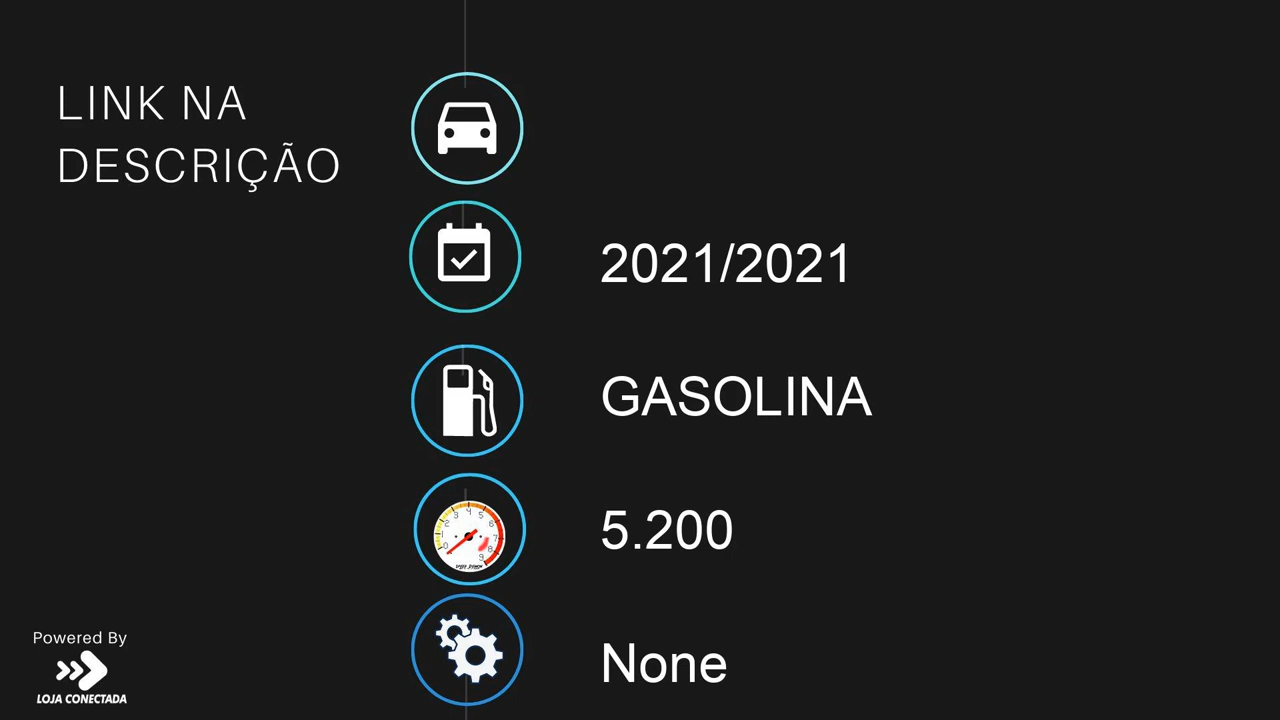 LINK NA
DESCRIÇÃO
2021/2021
GASOLINA
5.200
None
Powered By
LOJA CONECTADA